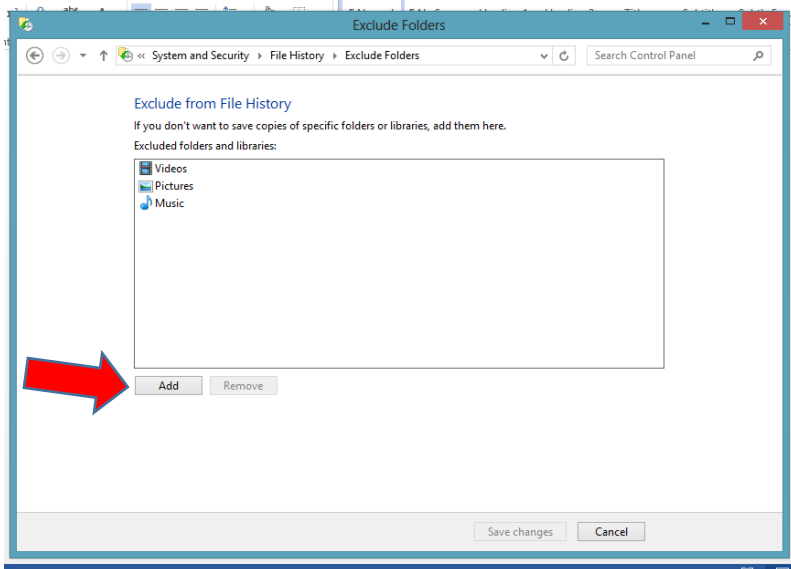 Exclude Folders
« System and Security ▸ File History ▸ Exclude Folders
Search Control Panel
Exclude from File History
If you don't want to save copies of specific folders or libraries, add them here.
Excluded folders and libraries:
Videos
Pictures
Music
Add Remove
Save changes Cancel